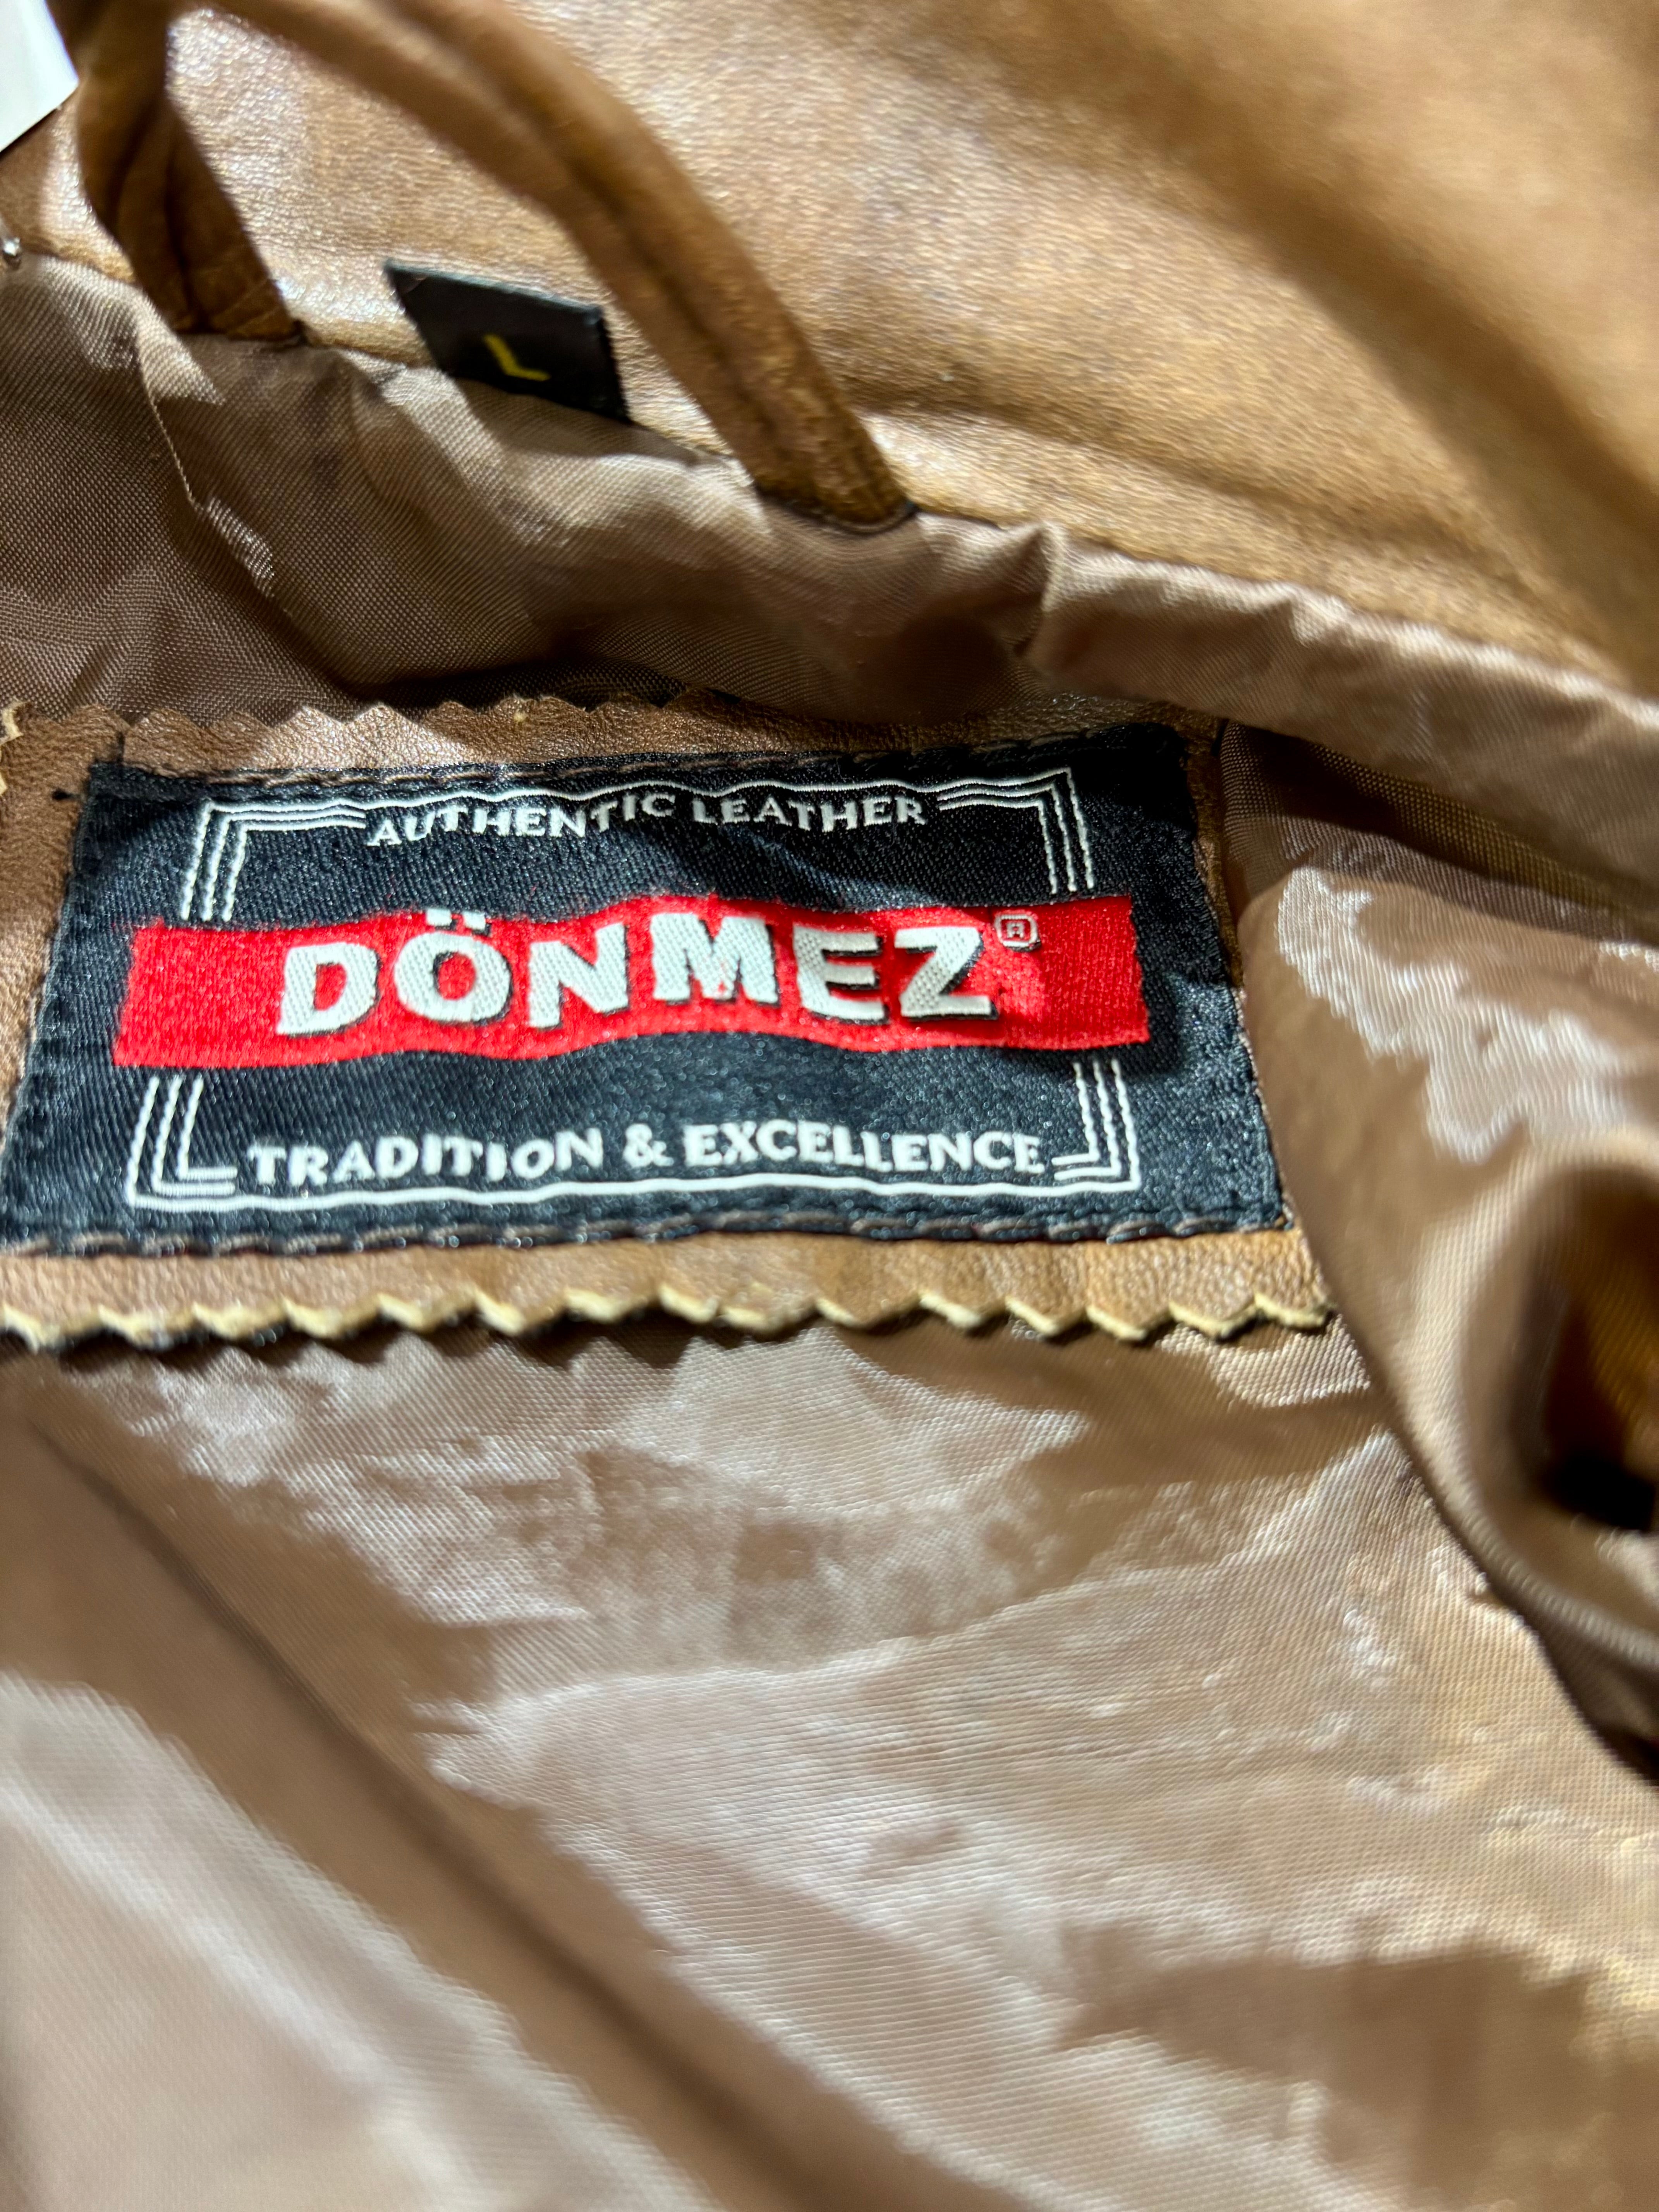 L
AUTHENTIC LEATHER
DÖNMEZ®
TRADITION & EXCELLENCE